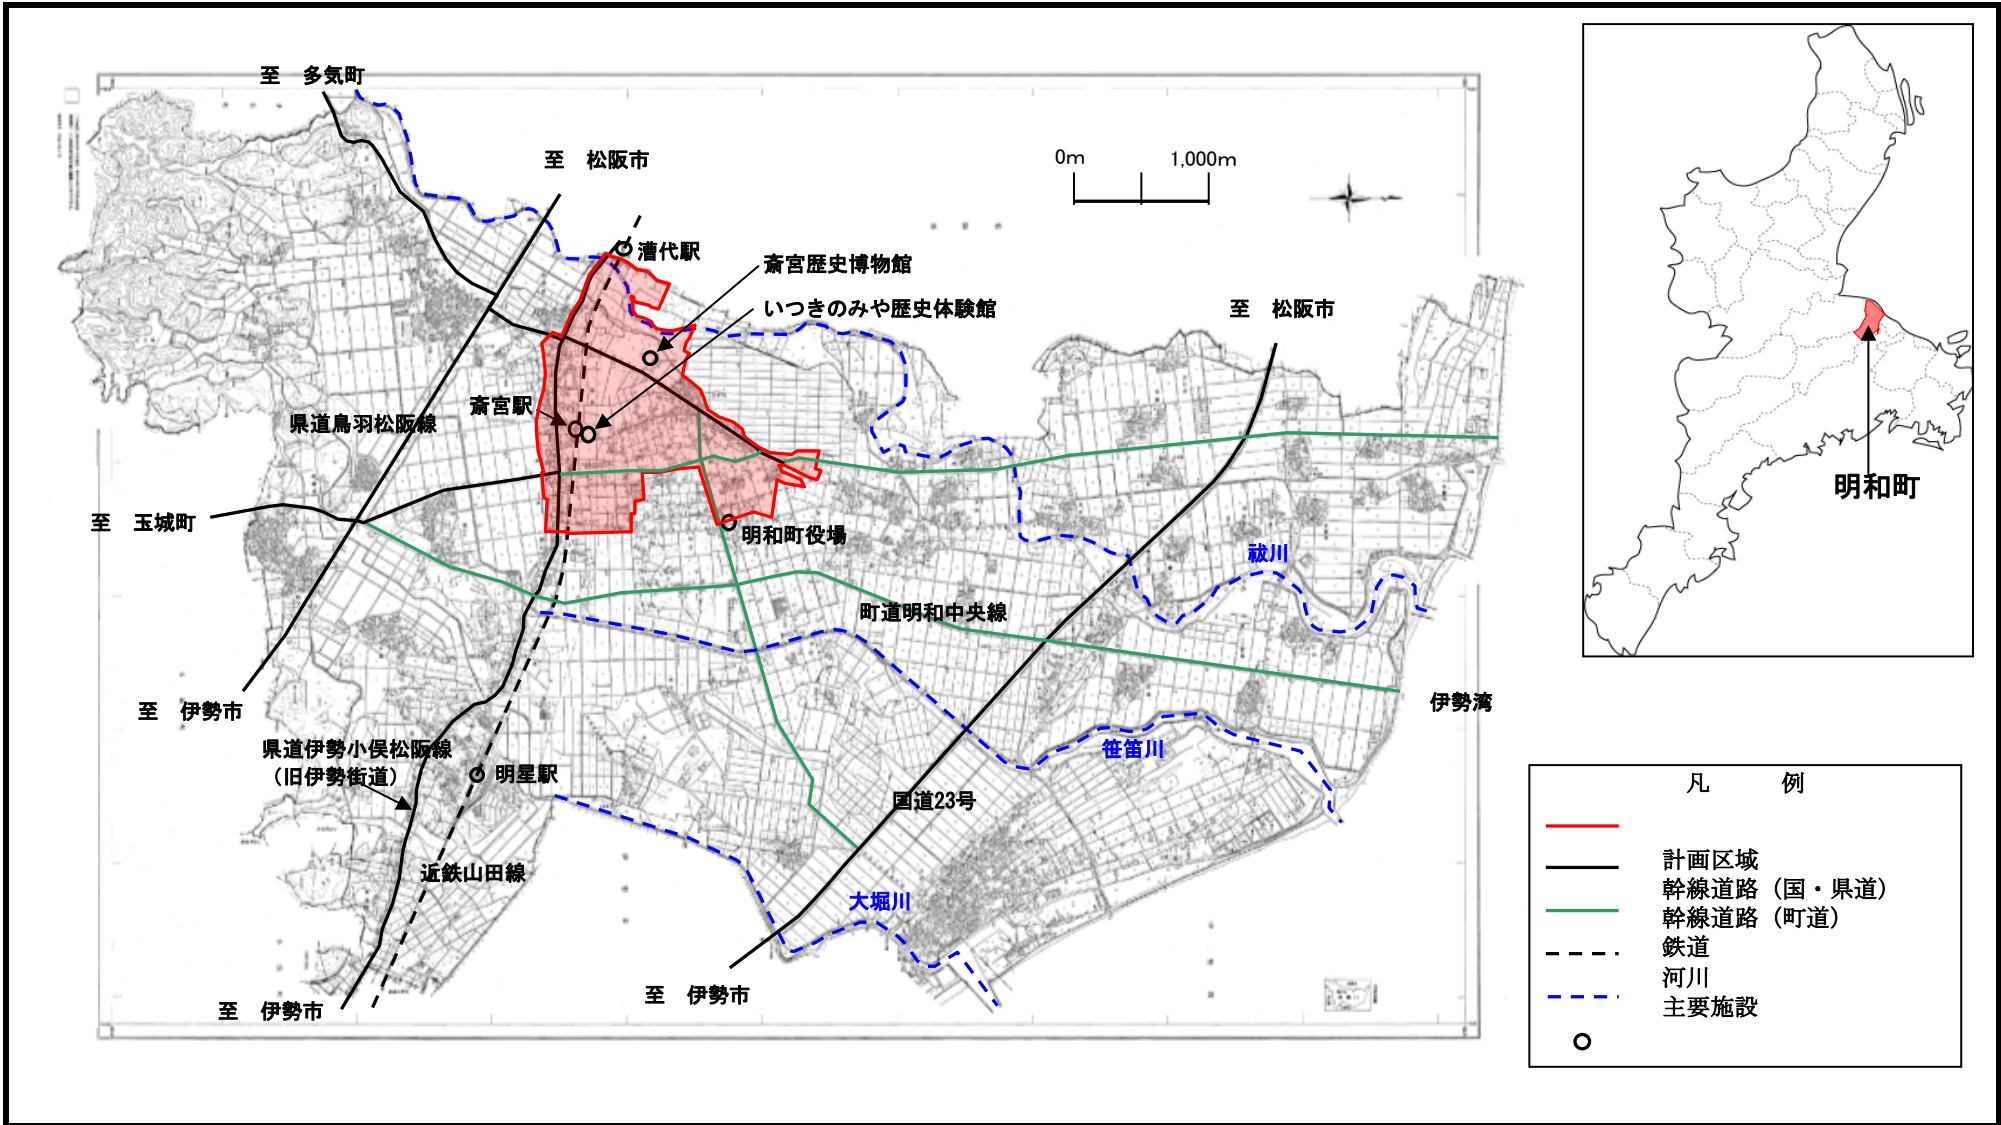 至　多気町
至　松阪市
0m
1,000m
漕代駅
斎宮歴史博物館
いつきのみや歴史体験館
至　松阪市
斎宮駅
県道鳥羽松阪線
明和町
至　玉城町
明和町役場
祓川
町道明和中央線
至　伊勢市
伊勢湾
県道伊勢小俣松阪線
（旧伊勢街道）
笹笛川
明星駅
国道23号
近鉄山田線
大堀川
至　伊勢市
至　伊勢市
凡　例
計画区域
幹線道路（国・県道）
幹線道路（町道）
鉄道
河川
主要施設